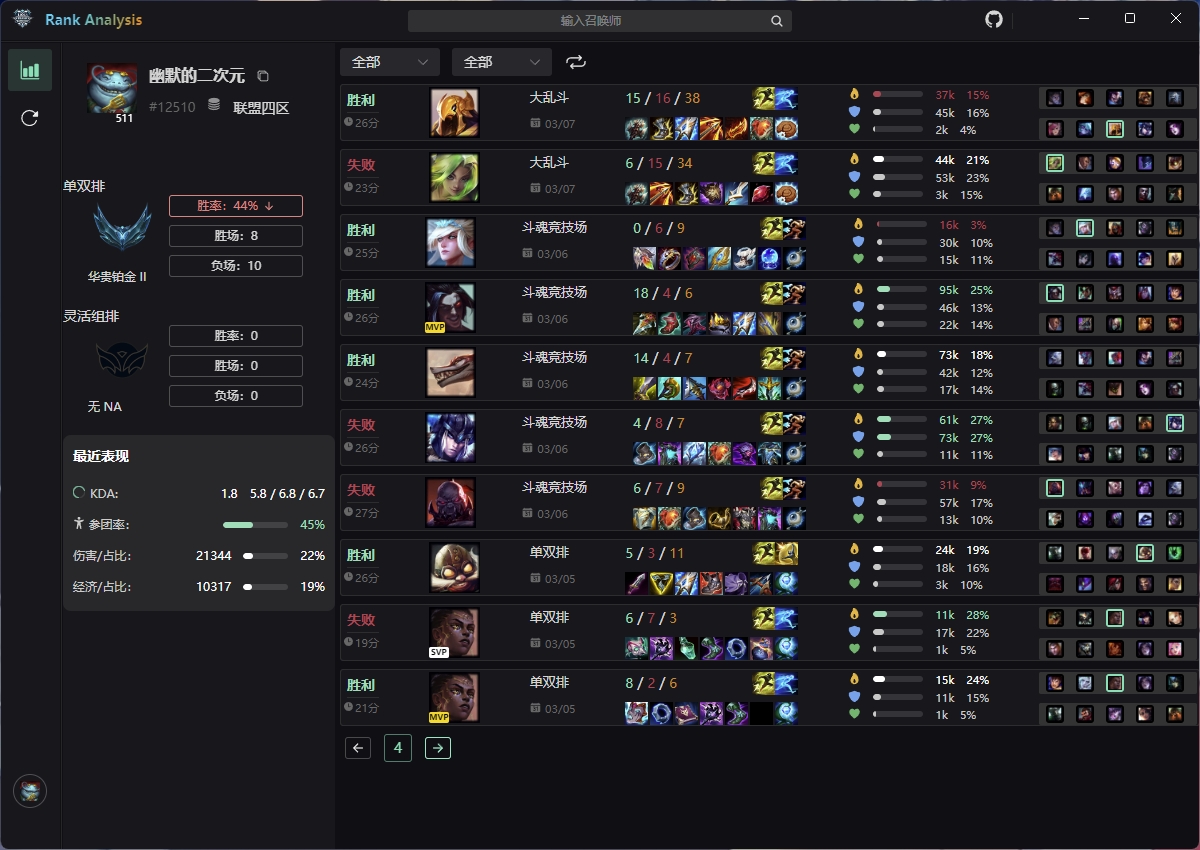 Rank Analysis
输入召唤师
幽默的二次元
#12510 联盟四区
511
单双排
胜率: 44% ↓
胜场: 8
负场: 10
华贵铂金 II
灵活组排
胜率: 0
胜场: 0
负场: 0
无 NA
最近表现
KDA: 1.8 5.8 / 6.8 / 6.7
参团率: 45%
伤害/占比: 21344 22%
经济/占比: 10317 19%
全部 全部
胜利 大乱斗 15 / 16 / 38 37k 15%
45k 16%
26分 03/07 2k 4%
失败 大乱斗 6 / 15 / 34 44k 21%
53k 23%
23分 03/07 3k 15%
胜利 斗魂竞技场 0 / 6 / 9 16k 3%
30k 10%
25分 03/06 15k 11%
胜利 斗魂竞技场 18 / 4 / 6 95k 25%
46k 13%
26分 MVP 03/06 22k 14%
胜利 斗魂竞技场 14 / 4 / 7 73k 18%
42k 12%
24分 03/06 17k 14%
失败 斗魂竞技场 4 / 8 / 7 61k 27%
73k 27%
26分 03/06 11k 11%
失败 斗魂竞技场 6 / 7 / 9 31k 9%
57k 17%
27分 03/06 13k 10%
胜利 单双排 5 / 3 / 11 24k 19%
18k 16%
26分 03/05 3k 10%
失败 单双排 6 / 7 / 3 11k 28%
17k 22%
19分 SVP 03/05 1k 5%
胜利 单双排 8 / 2 / 6 15k 24%
11k 15%
21分 MVP 03/05 1k 5%
4